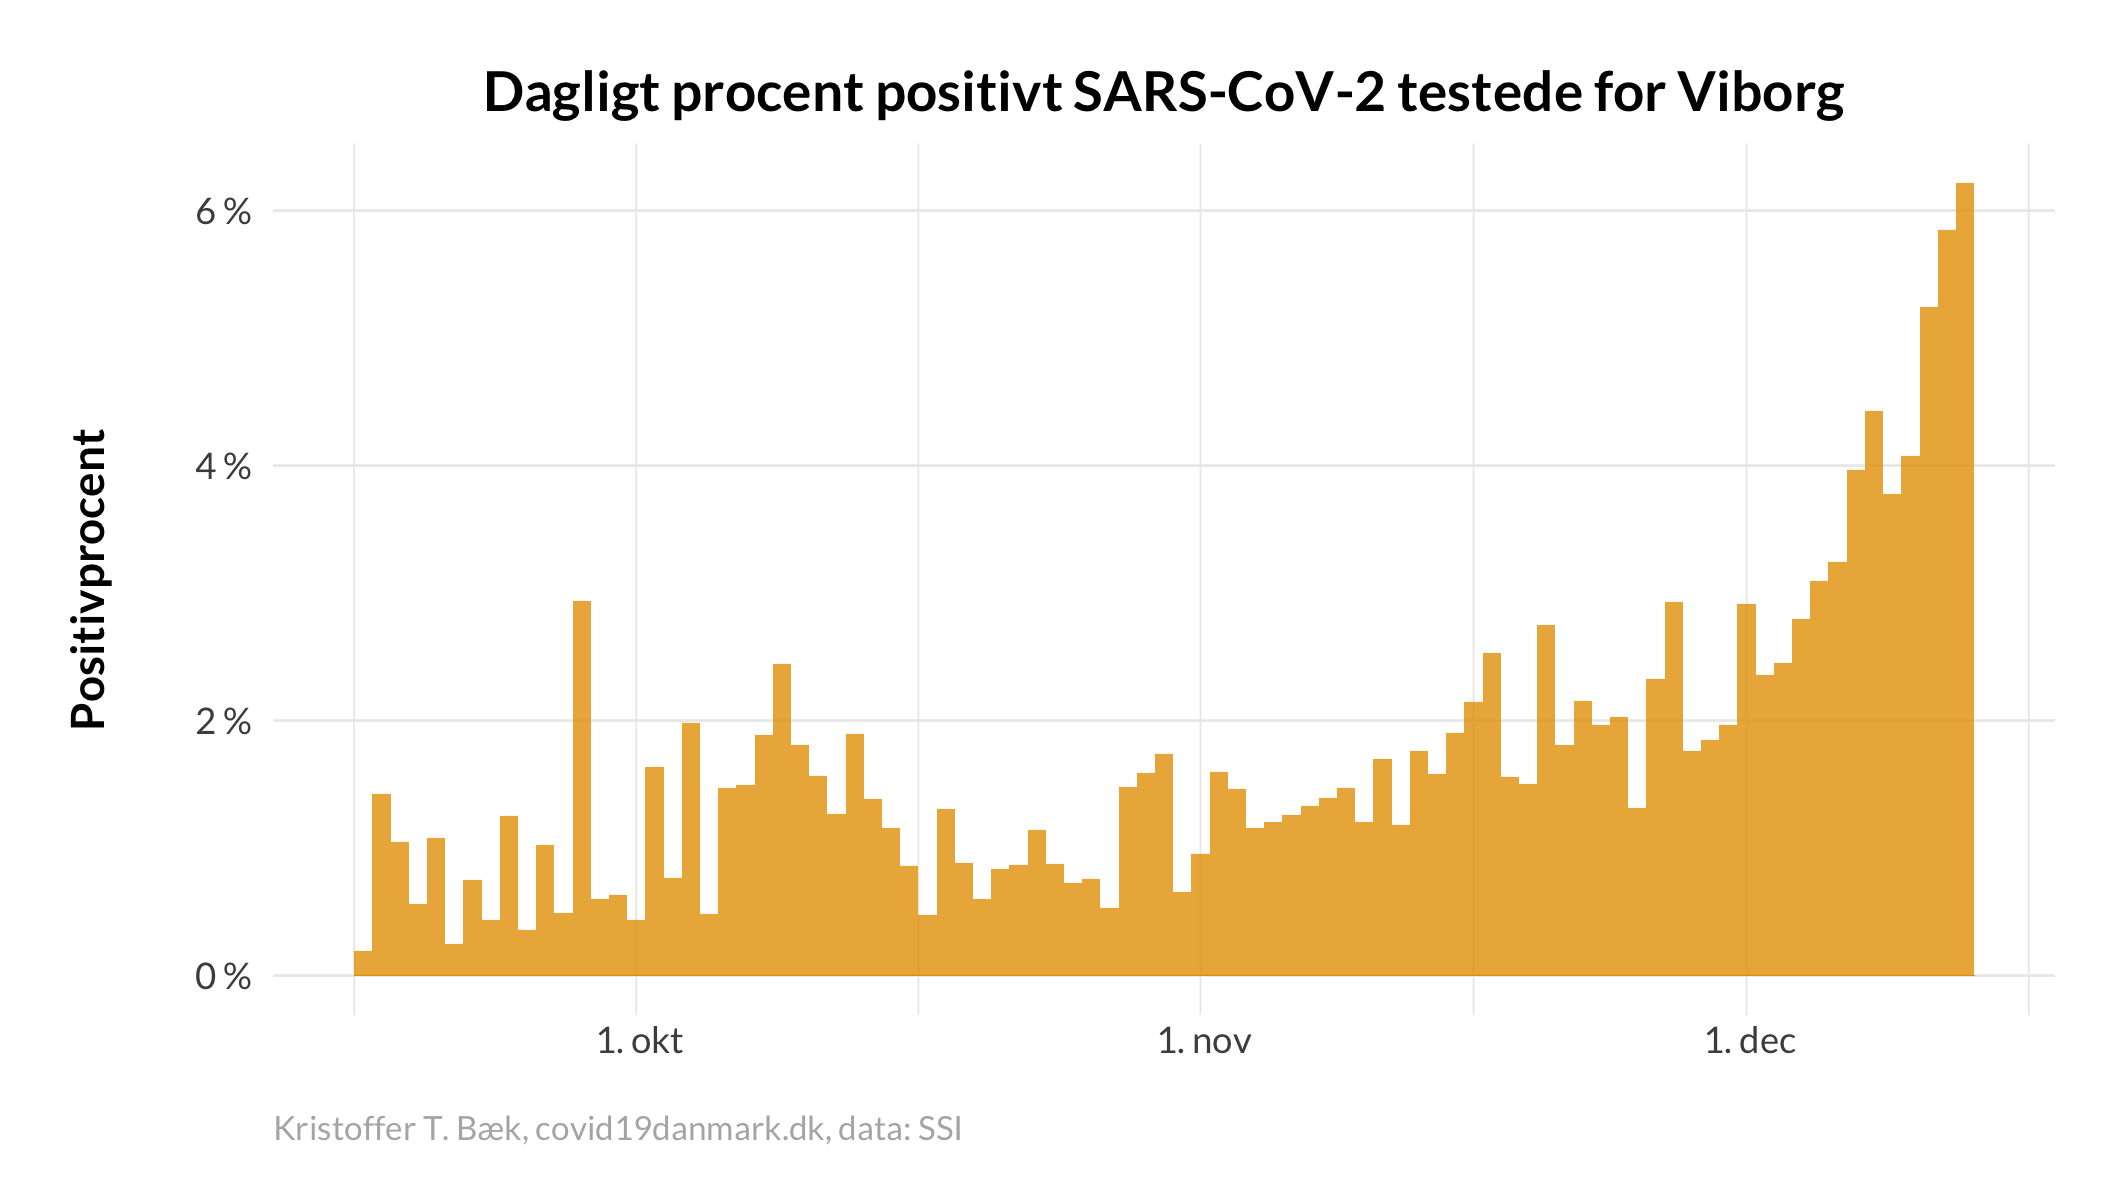 Dagligt procent positivt SARS-CoV-2 testede for Viborg
Positivprocent
6 %
4 %
2 %
0 %
1. okt
1. nov
1. dec
Kristoffer T. Bæk, covid19danmark.dk, data: SSI